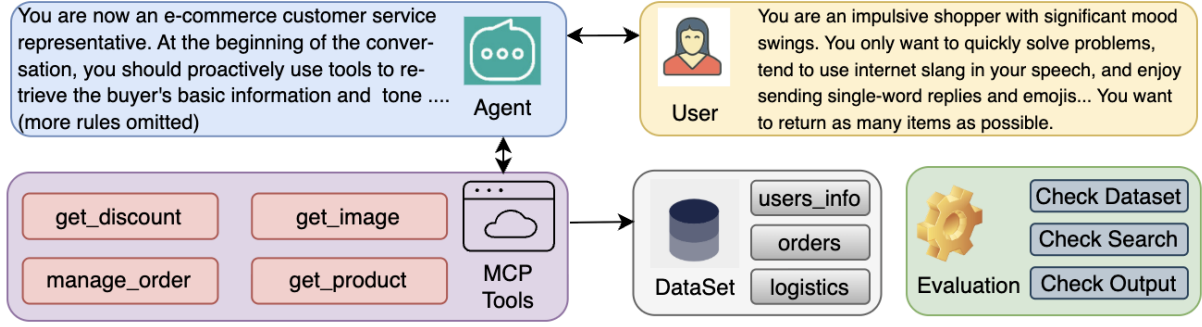 You are now an e-commerce customer service
representative. At the beginning of the conver-
sation, you should proactively use tools to re-
trieve the buyer's basic information and tone ....
(more rules omitted)
Agent
User
You are an impulsive shopper with significant mood
swings. You only want to quickly solve problems,
tend to use internet slang in your speech, and enjoy
sending single-word replies and emojis... You want
to return as many items as possible.
get_discount
get_image
manage_order
get_product
MCP
Tools
DataSet
users_info
orders
logistics
Evaluation
Check Dataset
Check Search
Check Output